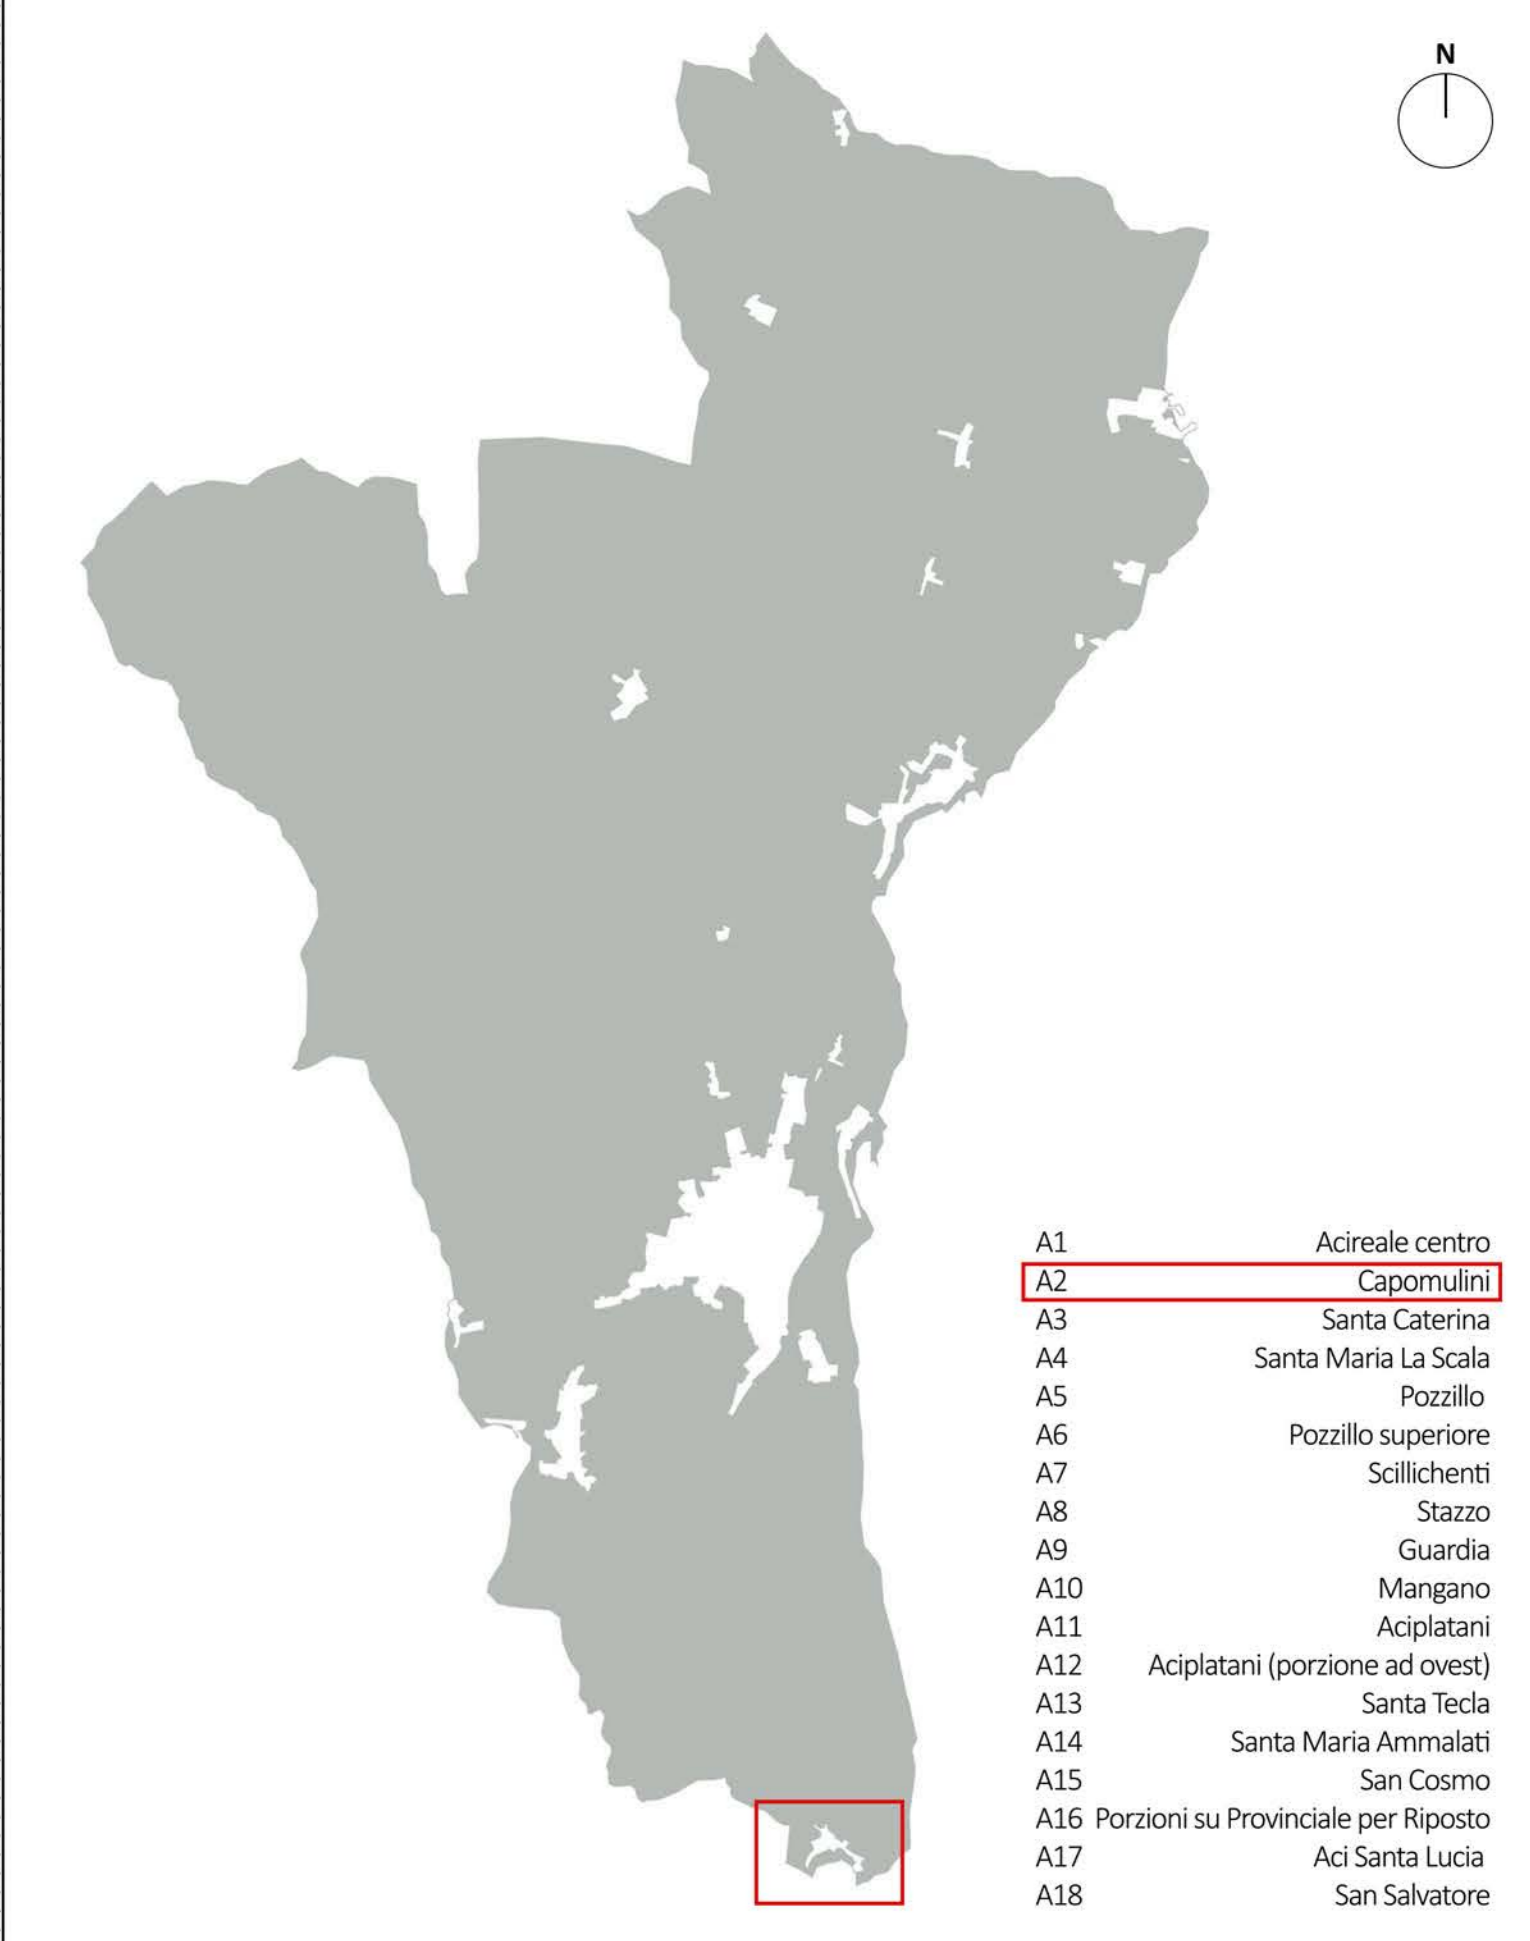 N
A1 Acireale centro
A2 Capomulini
A3 Santa Caterina
A4 Santa Maria La Scala
A5 Pozzillo
A6 Pozzillo superiore
A7 Scillichenti
A8 Stazzo
A9 Guardia
A10 Mangano
A11 Aciplatani
A12 Aciplatani (porzione ad ovest)
A13 Santa Tecla
A14 Santa Maria Ammalati
A15 San Cosmo
A16 Porzioni su Provinciale per Riposto
A17 Aci Santa Lucia
A18 San Salvatore